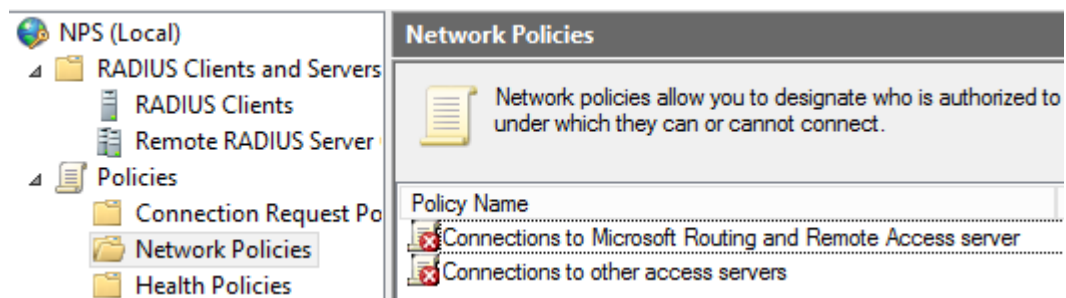 NPS (Local)
RADIUS Clients and Servers
RADIUS Clients
Remote RADIUS Server
Policies
Connection Request Po
Network Policies
Health Policies
Network Policies
Network policies allow you to designate who is authorized to
under which they can or cannot connect.
Policy Name
Connections to Microsoft Routing and Remote Access server
Connections to other access servers